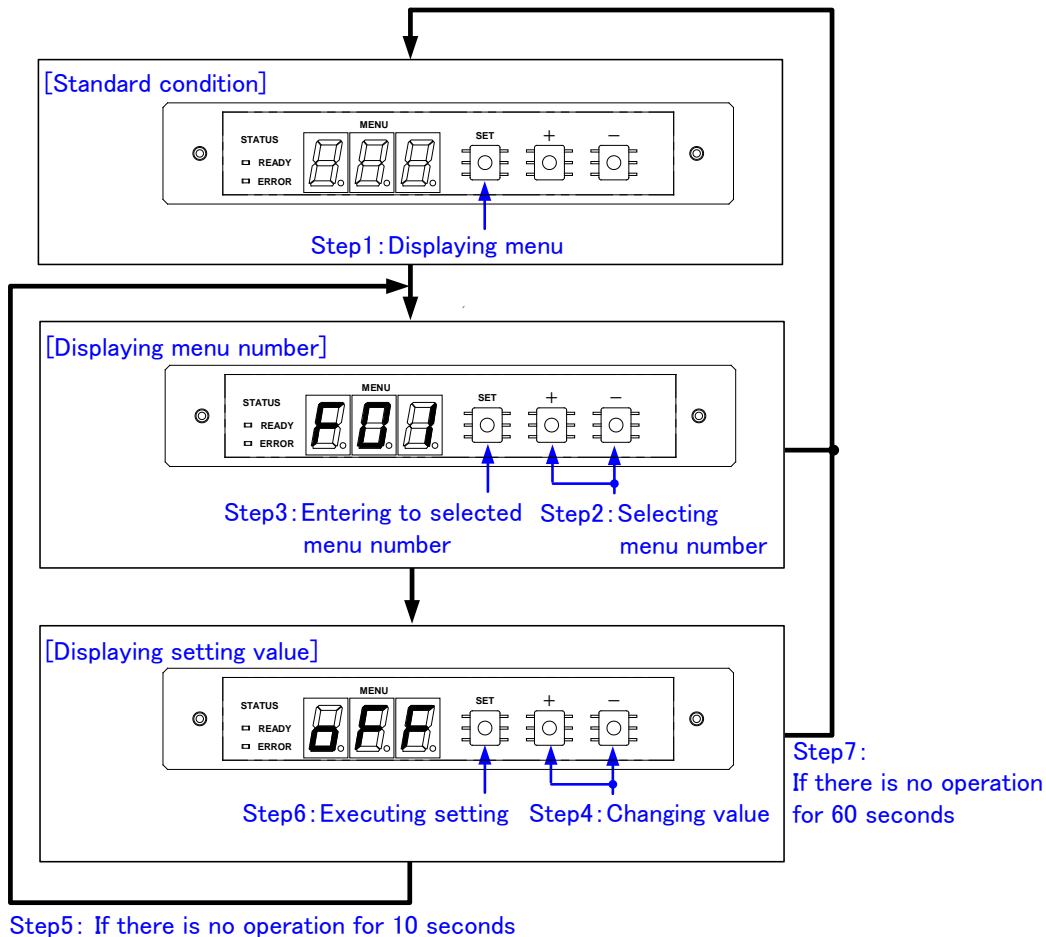 [Standard condition]
MENU
STATUS
SET + −
READY
ERROR
Step1:Displaying menu
[Displaying menu number]
MENU
STATUS
SET + −
READY
ERROR
F01
Step3:Entering to selected
menu number
Step2:Selecting
menu number
[Displaying setting value]
MENU
STATUS
SET + −
READY
ERROR
oFF
Step6:Executing setting
Step4:Changing value
Step7:
If there is no operation
for 60 seconds
Step5: If there is no operation for 10 seconds